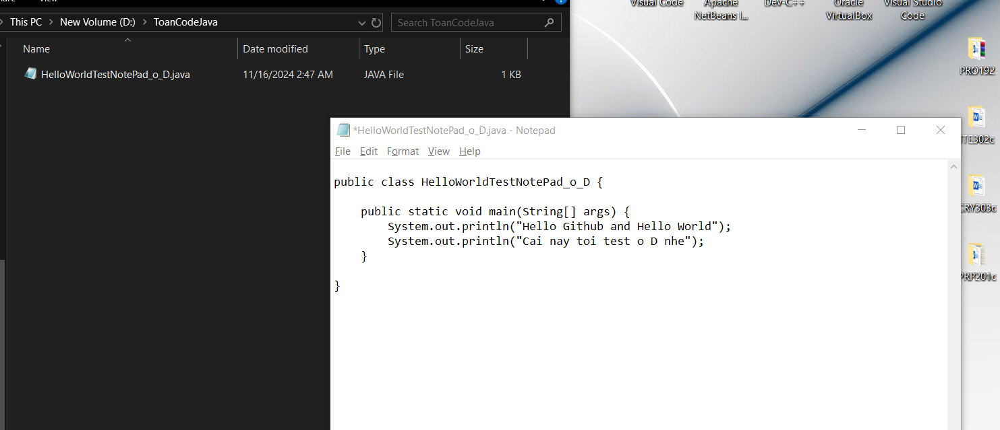 View
This PC > New Volume (D:) > ToanCodeJava
Search ToanCodeJava
Name Date modified Type Size
HelloWorldTestNotePad_o_D.java 11/16/2024 2:47 AM JAVA File 1 KB
Visual Code
Apache
NetBeans I...
Dev-C++
Oracle
VirtualBox
Visual Studio
Code
PRO192
ITE302c
CRY303c
PRP201c
*HelloWorldTestNotePad_o_D.java - Notepad
File Edit Format View Help
public class HelloWorldTestNotePad_o_D {
public static void main(String[] args) {
System.out.println("Hello Github and Hello World");
System.out.println("Cai nay toi test o D nhe");
}
}